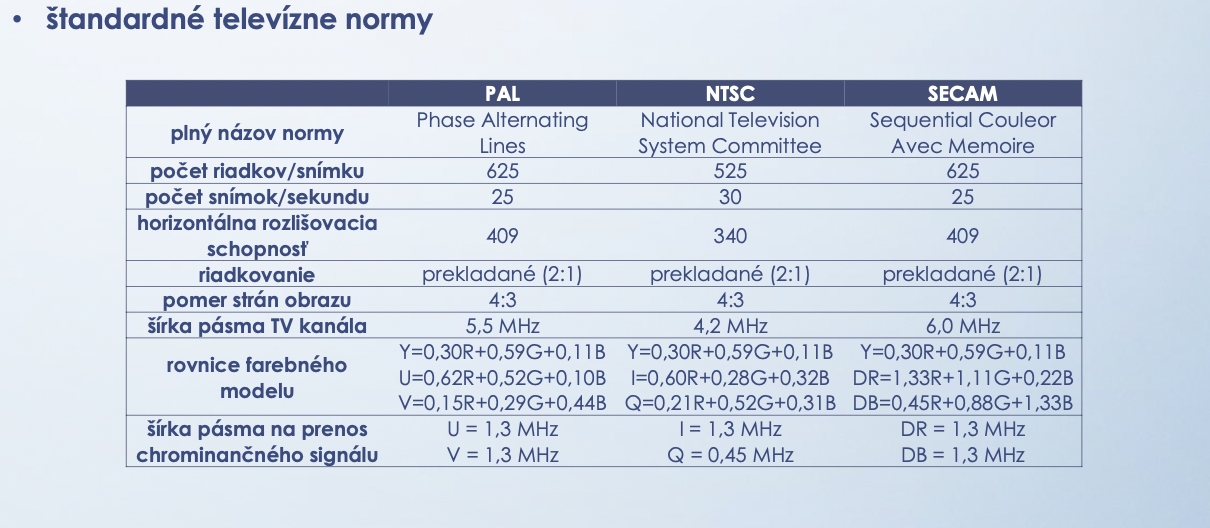 • štandardné televízne normy
PAL NTSC SECAM
plný názov normy Phase Alternating Lines National Television System Committee Sequential Couleor Avec Memoire
počet riadkov/snímku 625 525 625
počet snímok/sekundu 25 30 25
horizontálna rozlišovacia schopnosť 409 340 409
riadkovanie prekladané (2:1) prekladané (2:1) prekladané (2:1)
pomer strán obrazu 4:3 4:3 4:3
šírka pásma TV kanála 5,5 MHz 4,2 MHz 6,0 MHz
rovnice farebného modelu
Y=0,30R+0,59G+0,11B Y=0,30R+0,59G+0,11B Y=0,30R+0,59G+0,11B
U=0,62R+0,52G+0,10B I=0,60R+0,28G+0,32B DR=1,33R+1,11G+0,22B
V=0,15R+0,29G+0,44B Q=0,21R+0,52G+0,31B DB=0,45R+0,88G+1,33B
šírka pásma na prenos U = 1,3 MHz I = 1,3 MHz DR = 1,3 MHz
chrominančného signálu V = 1,3 MHz Q = 0,45 MHz DB = 1,3 MHz